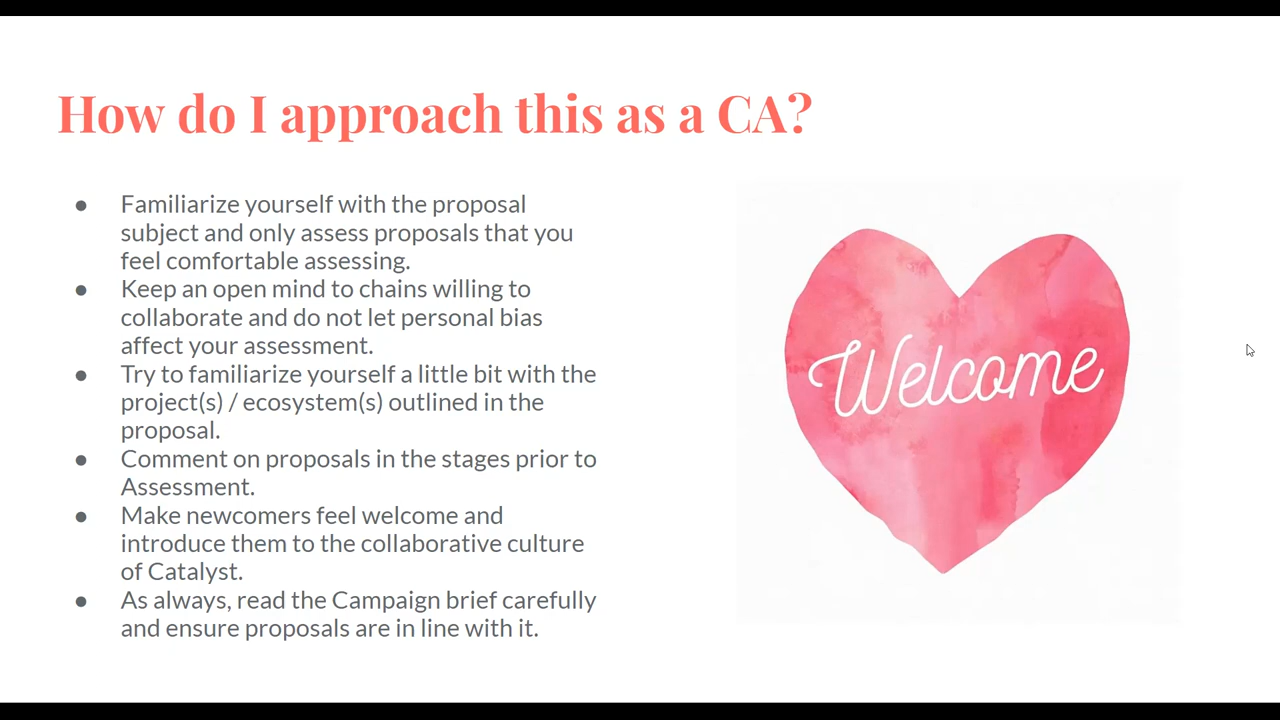 How do I approach this as a CA?
● Familiarize yourself with the proposal
subject and only assess proposals that you
feel comfortable assessing.
● Keep an open mind to chains willing to
collaborate and do not let personal bias
affect your assessment.
● Try to familiarize yourself a little bit with the
project(s) / ecosystem(s) outlined in the
proposal.
● Comment on proposals in the stages prior to
Assessment.
● Make newcomers feel welcome and
introduce them to the collaborative culture
of Catalyst.
● As always, read the Campaign brief carefully
and ensure proposals are in line with it.
Welcome